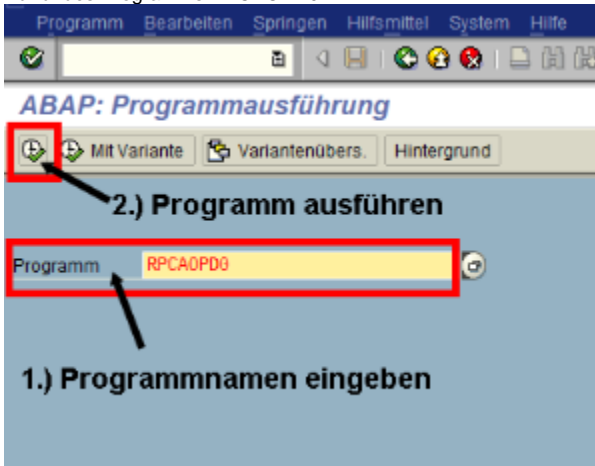 Programm Bearbeiten Springen Hilfsmittel System Hilfe
ABAP: Programmausführung
Mit Variante Variantenübers. Hintergrund
2.) Programm ausführen
Programm RPCAOPD0
1.) Programmnamen eingeben